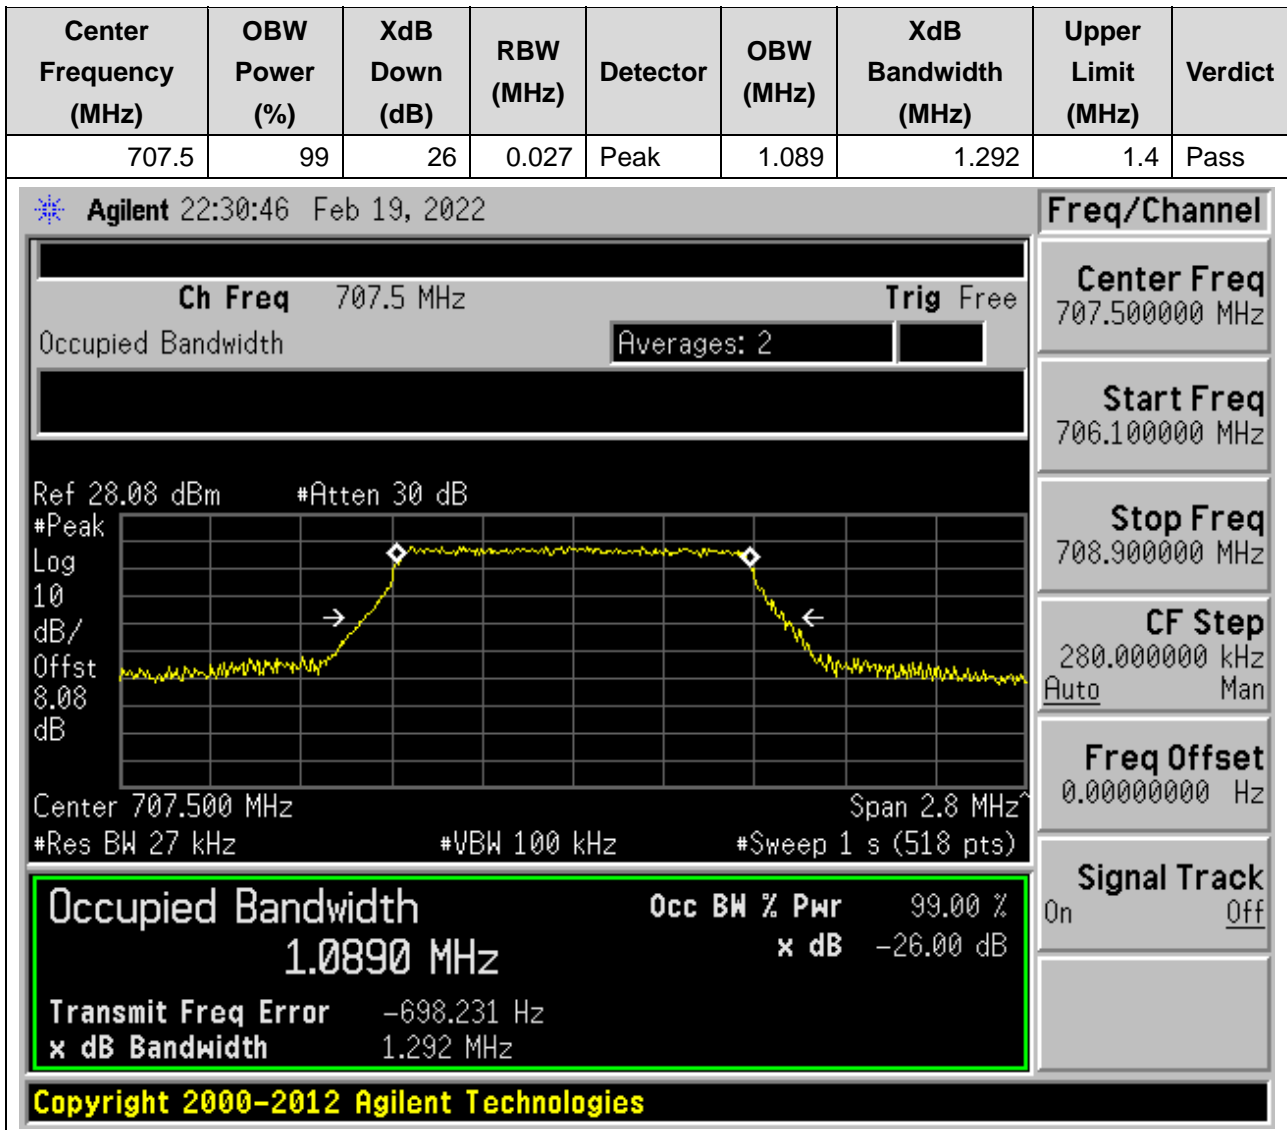 Center Frequency (MHz) OBW Power (%) XdB Down (dB) RBW (MHz) Detector OBW (MHz) XdB Bandwidth (MHz) Upper Limit (MHz) Verdict
707.5 99 26 0.027 Peak 1.089 1.292 1.4 Pass
Agilent 22:30:46 Feb 19, 2022
Ch Freq 707.5 MHz Trig Free
Occupied Bandwidth Averages: 2
Ref 28.08 dBm #Atten 30 dB
#Peak
Log
10
dB/
Offst
8.08
dB
Center 707.500 MHz Span 2.8 MHz^
#Res BW 27 kHz #VBW 100 kHz #Sweep 1 s (518 pts)
Occupied Bandwidth Occ BW % Pwr 99.00 %
1.0890 MHz x dB -26.00 dB
Transmit Freq Error -698.231 Hz
x dB Bandwidth 1.292 MHz
Copyright 2000-2012 Agilent Technologies
Freq/Channel
Center Freq
707.500000 MHz
Start Freq
706.100000 MHz
Stop Freq
708.900000 MHz
CF Step
280.000000 kHz
Auto Man
Freq Offset
0.00000000 Hz
Signal Track
On Off